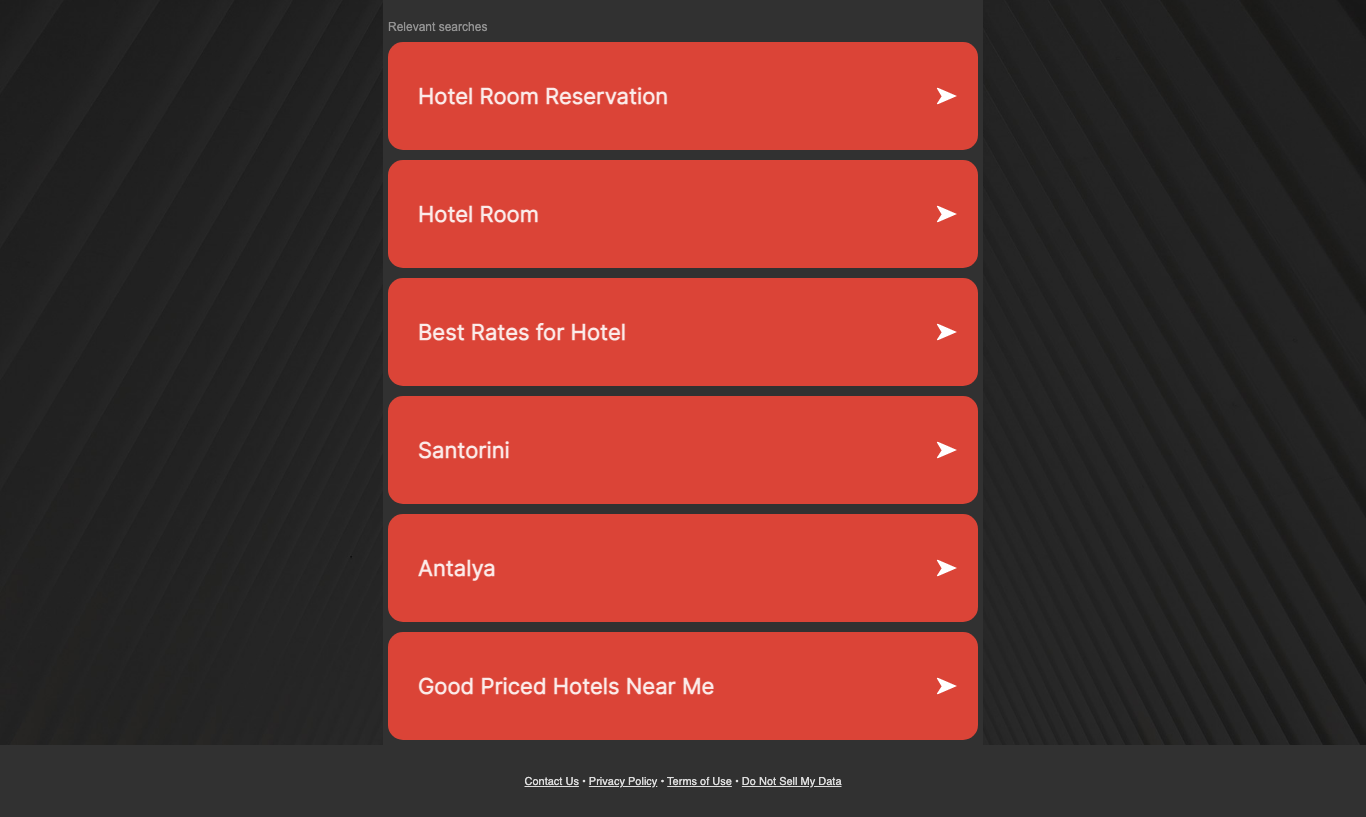 Relevant searches
Hotel Room Reservation
Hotel Room
Best Rates for Hotel
Santorini
Antalya
Good Priced Hotels Near Me
Contact Us • Privacy Policy • Terms of Use • Do Not Sell My Data